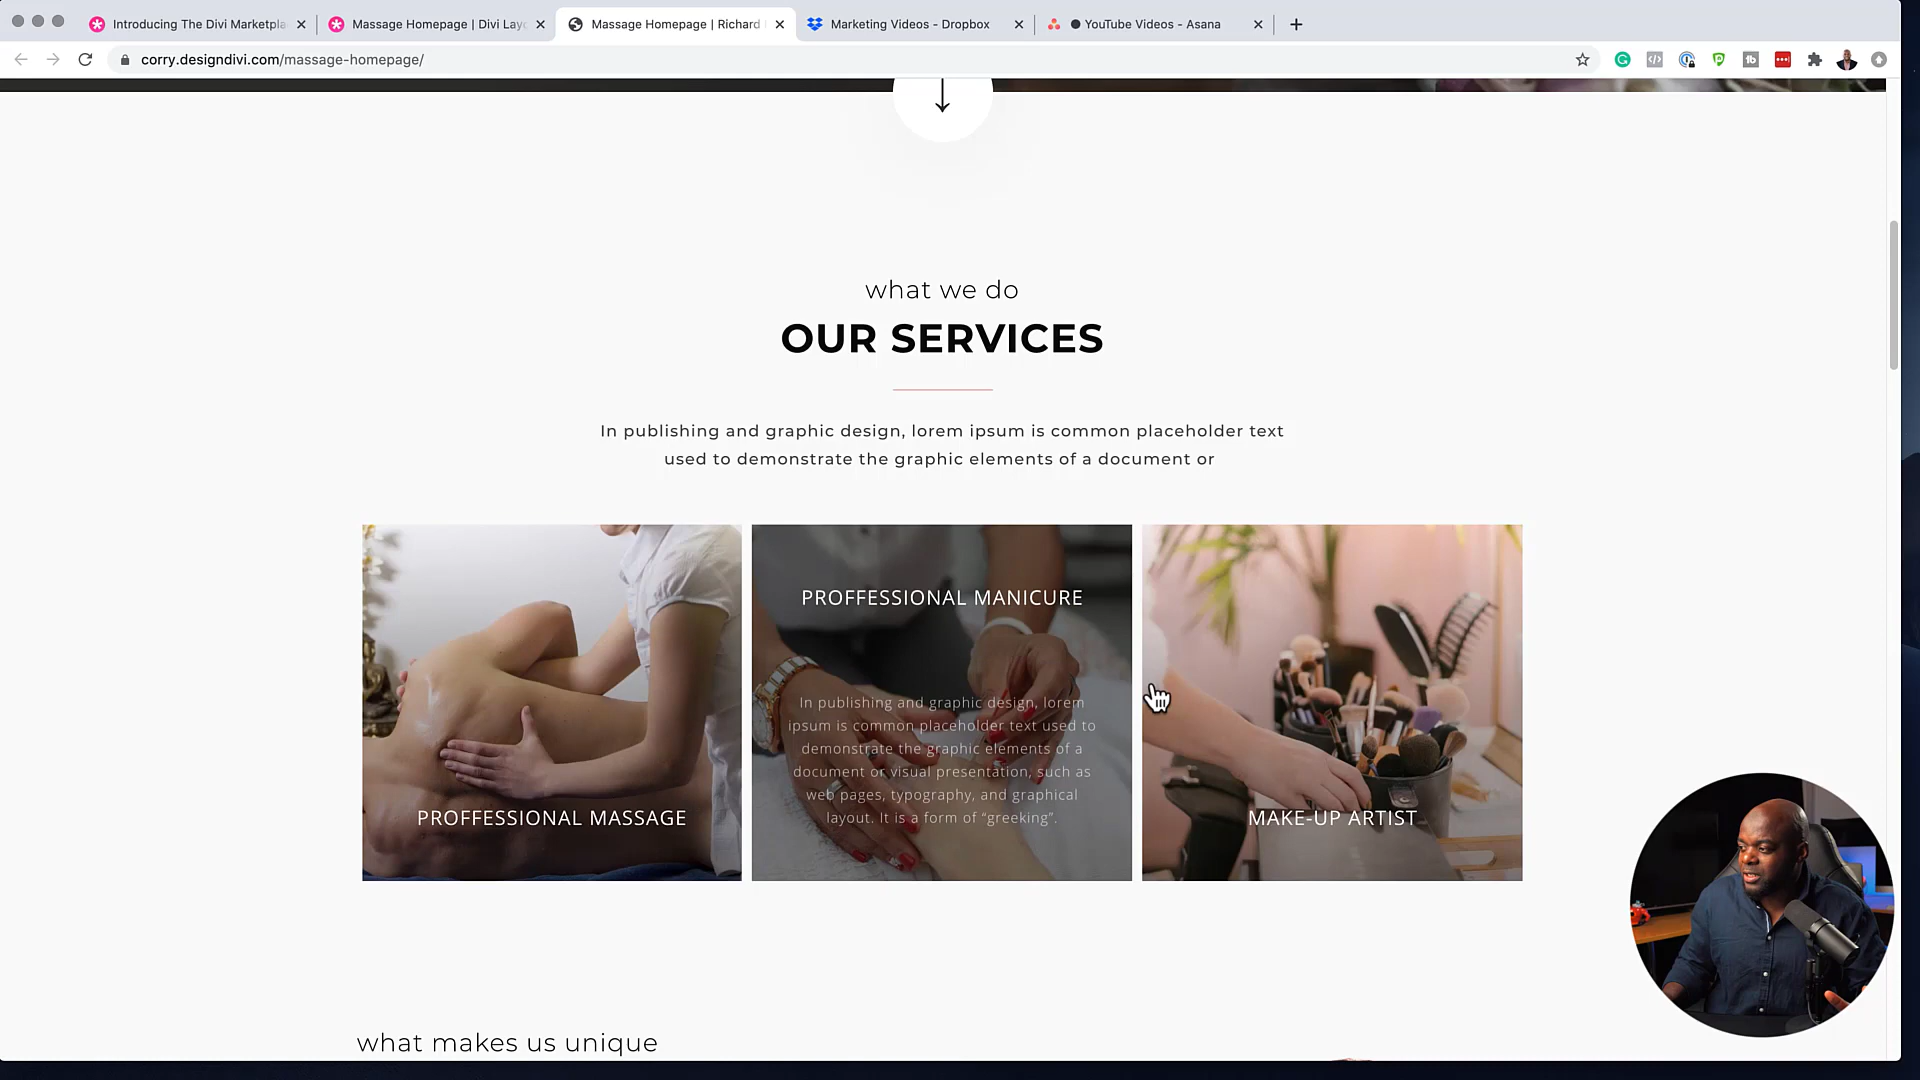 Introducing The Divi Marketpla
Massage Homepage | Divi Layo
Massage Homepage | Richard
Marketing Videos - Dropbox
YouTube Videos - Asana
corry.designdivi.com/massage-homepage/
what we do
OUR SERVICES
In publishing and graphic design, lorem ipsum is common placeholder text
used to demonstrate the graphic elements of a document or
PROFFESSIONAL MASSAGE
PROFFESSIONAL MANICURE
In publishing and graphic design, lorem
ipsum is common placeholder text used to
demonstrate the graphic elements of a
document or visual presentation, such as
web pages, typography, and graphical
layout. It is a form of “greeking”.
MAKE-UP ARTIST
what makes us unique